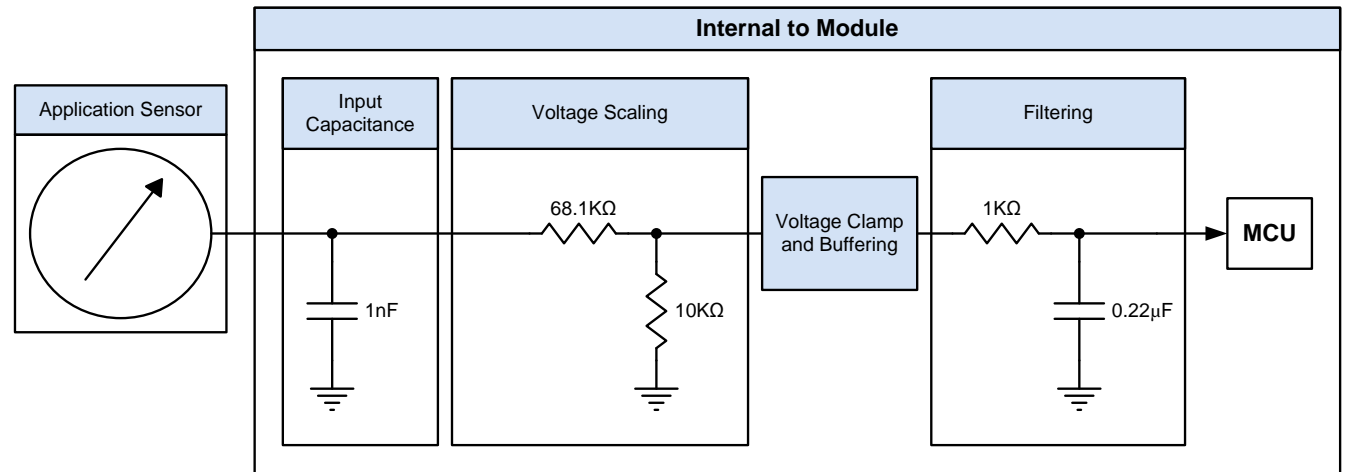 Internal to Module
Application Sensor
Input
Capacitance
Voltage Scaling
Filtering
68.1KΩ
Voltage Clamp
and Buffering
1KΩ
MCU
1nF
10KΩ
0.22μF